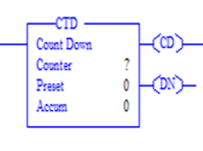 CTD
Count Down
CD
Counter ?
Preset 0
DN
Accum 0